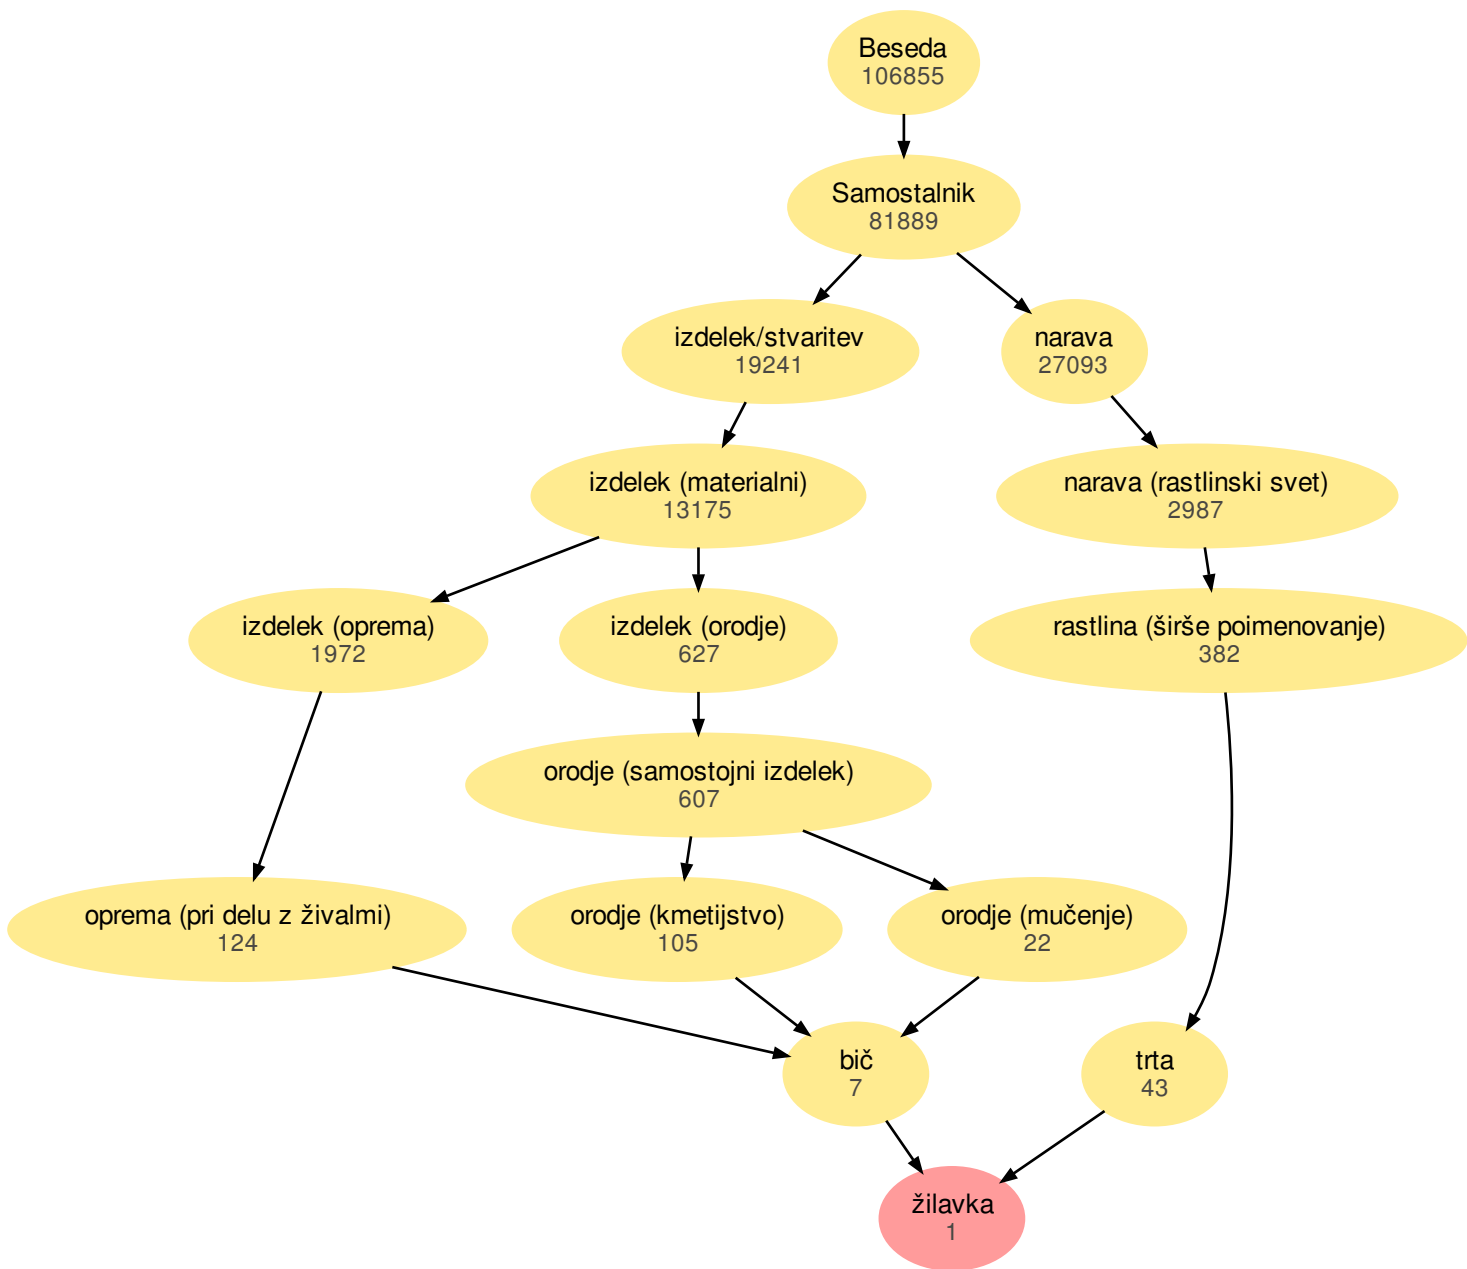 Beseda
106855
Samostalnik
81889
izdelek/stvaritev
19241
narava
27093
izdelek (materialni)
13175
narava (rastlinski svet)
2987
izdelek (oprema)
1972
izdelek (orodje)
627
rastlina (širše poimenovanje)
382
orodje (samostojni izdelek)
607
oprema (pri delu z živalmi)
124
orodje (kmetijstvo)
105
orodje (mučenje)
22
bič
7
trta
43
žilavka
1